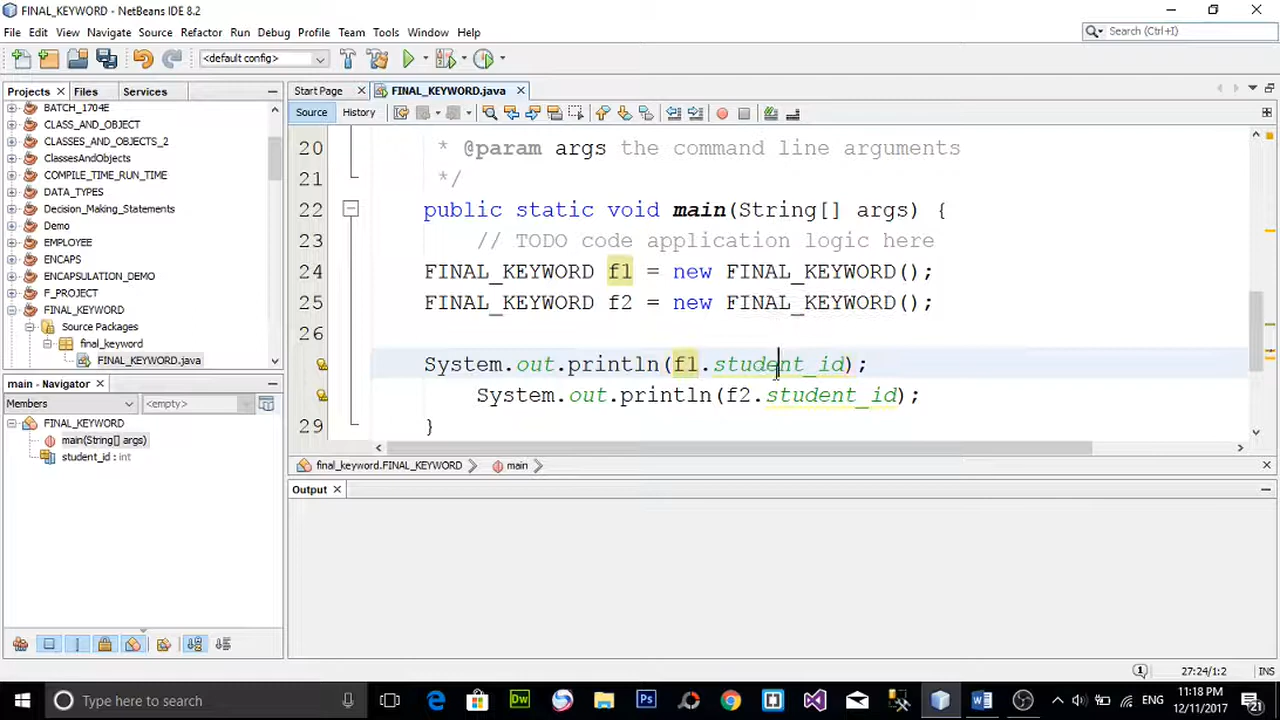 FINAL_KEYWORD - NetBeans IDE 8.2
File Edit View Navigate Source Refactor Run Debug Profile Team Tools Window Help
Search (Ctrl+I)
<default config>
Projects Files Services
Start Page FINAL_KEYWORD.java
Source History
BATCH_1704E
CLASS_AND_OBJECT
CLASSES_AND_OBJECTS_2
ClassesAndObjects
COMPILE_TIME_RUN_TIME
DATA_TYPES
Decision_Making_Statements
Demo
EMPLOYEE
ENCAPS
ENCAPSULATION_DEMO
F_PROJECT
FINAL_KEYWORD
Source Packages
final_keyword
FINAL_KEYWORD.java
20 * @param args the command line arguments
21 */
22 public static void main(String[] args) {
23 // TODO code application logic here
24 FINAL_KEYWORD f1 = new FINAL_KEYWORD();
25 FINAL_KEYWORD f2 = new FINAL_KEYWORD();
26
System.out.println(f1.student_id);
System.out.println(f2.student_id);
29 }
main - Navigator
Members <empty>
FINAL_KEYWORD
main(String[] args)
student_id : int
final_keyword.FINAL_KEYWORD main
Output
27:24/1:2 INS
Type here to search
Dw
Ps
ENG
11:18 PM
12/11/2017
21